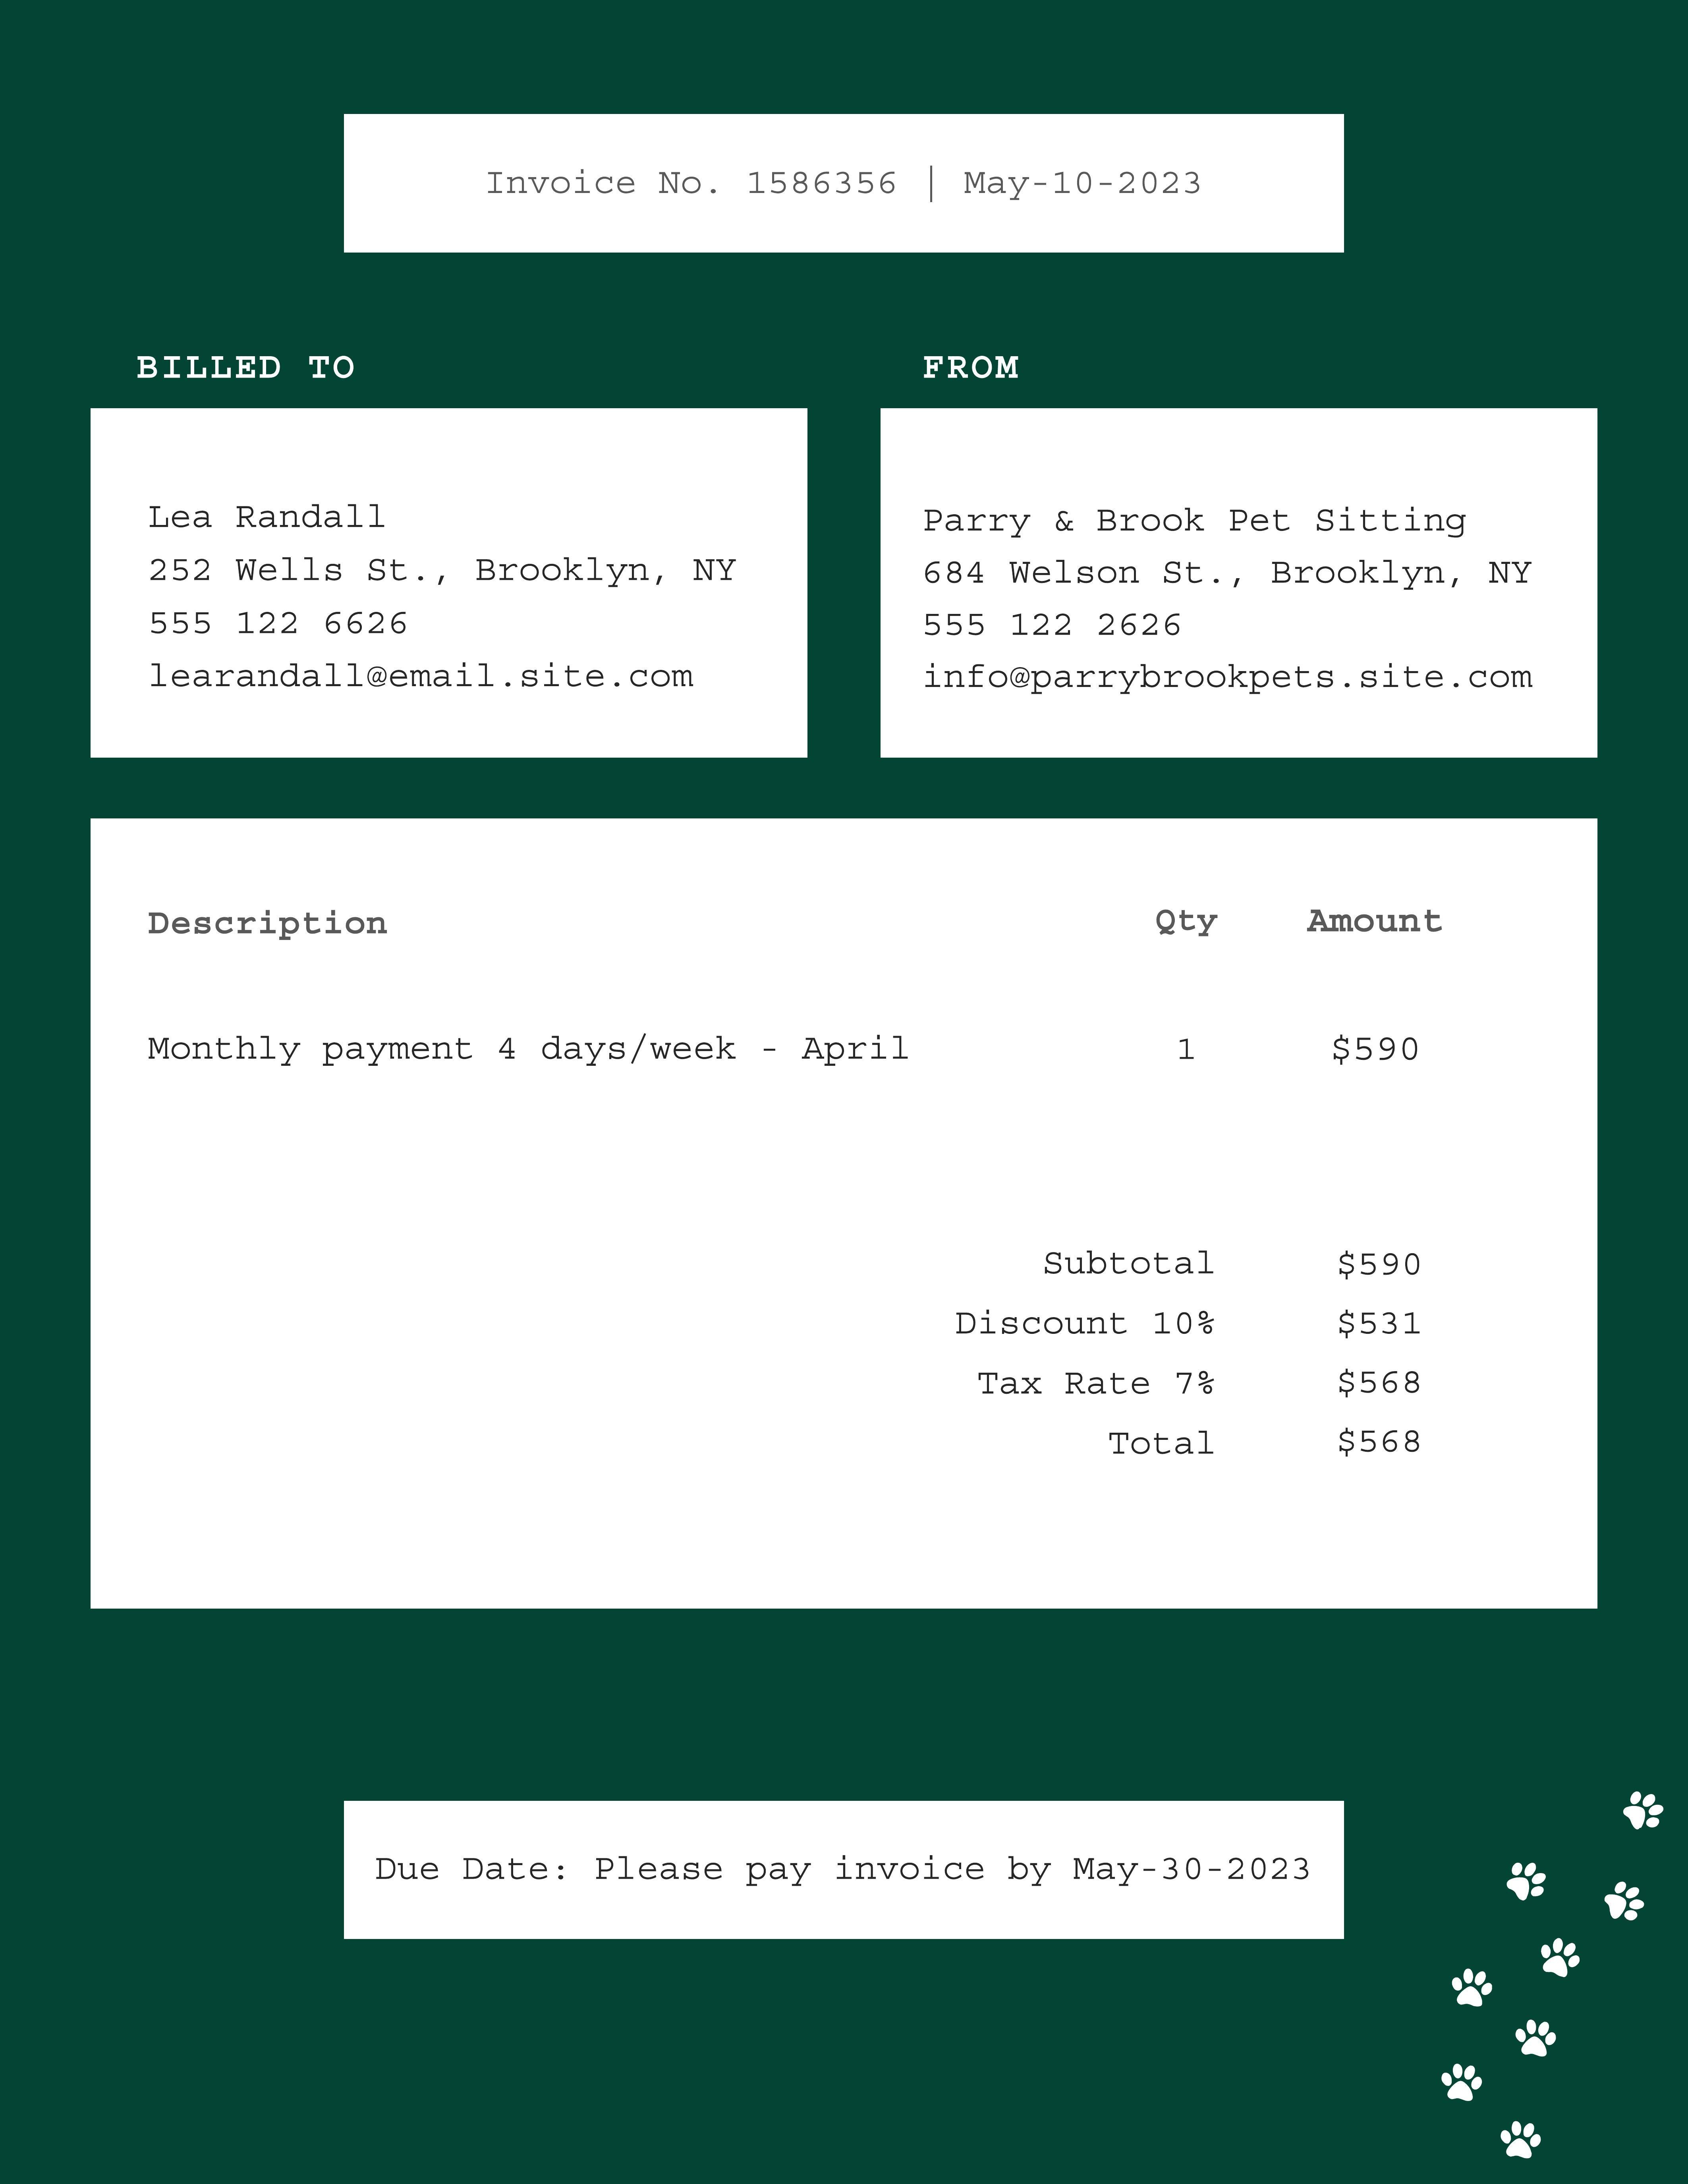 Invoice No. 1586356 | May-10-2023
BILLED TO
Lea Randall
252 Wells St., Brooklyn, NY
555 122 6626
learandall@email.site.com
FROM
Parry & Brook Pet Sitting
684 Welson St., Brooklyn, NY
555 122 2626
info@parrybrookpets.site.com
Description Qty Amount
Monthly payment 4 days/week - April 1 $590
Subtotal $590
Discount 10% $531
Tax Rate 7% $568
Total $568
Due Date: Please pay invoice by May-30-2023